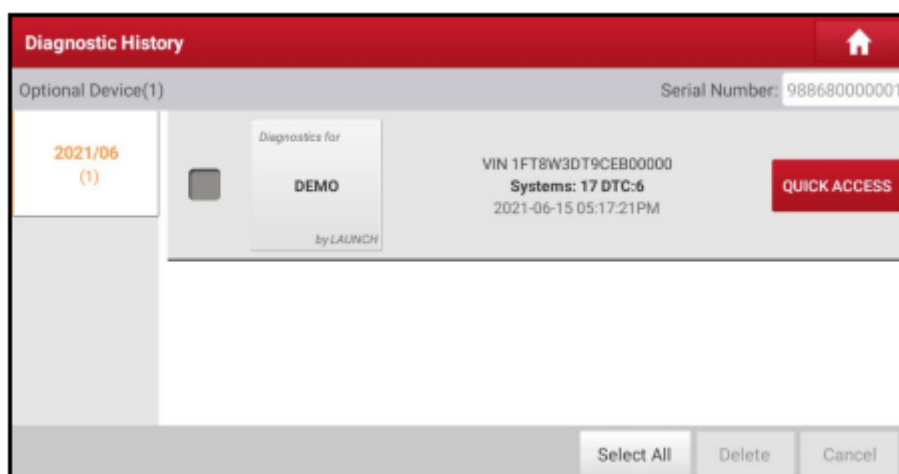 Diagnostic History
Optional Device(1)
Serial Number: 988680000001
2021/06
(1)
Diagnostics for
DEMO
by LAUNCH
VIN 1FT8W3DT9CEB00000
Systems: 17 DTC:6
2021-06-15 05:17:21PM
QUICK ACCESS
Select All
Delete
Cancel